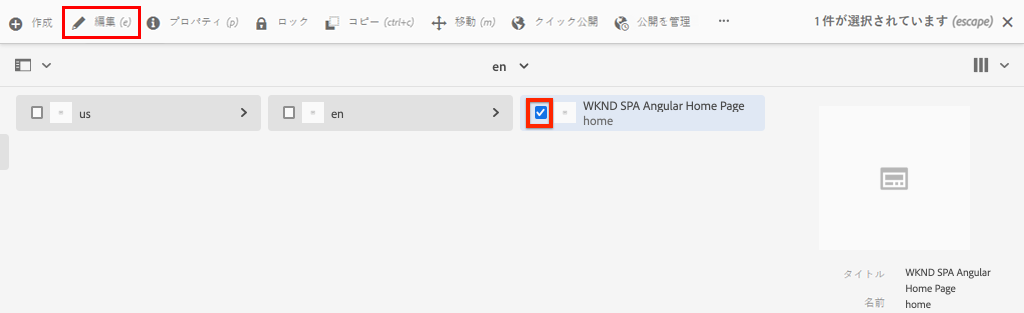 作成 編集 (e) プロパティ (p) ロック コピー (ctrl+c) 移動 (m) クイック公開 公開を管理 ... 1 件が選択されています (escape)
en
us en WKND SPA Angular Home Page
home
タイトル WKND SPA Angular
Home Page
名前 home